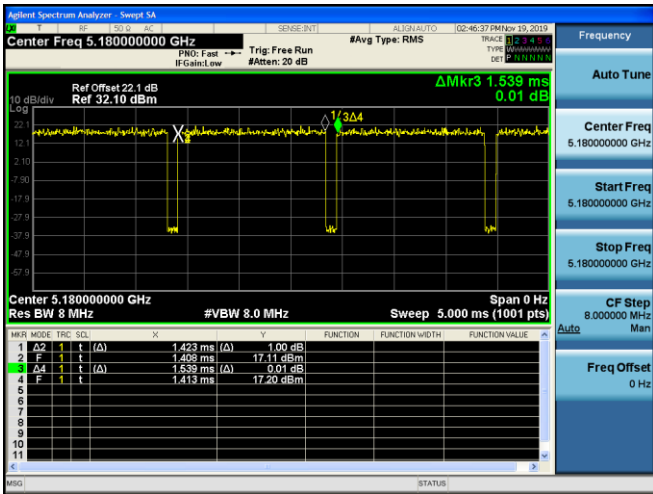 Agilent Spectrum Analyzer - Swept SA
T RF 50 Ω AC SENSE:INT ALIGNAUTO 02:46:37 PM Nov 19, 2019
Center Freq 5.180000000 GHz
PNO: Fast
IFGain:Low
Trig: Free Run
#Atten: 20 dB
#Avg Type: RMS
TRACE 1 2 3 4 5 6
TYPE
DET P N N N N N
Ref Offset 22.1 dB
10 dB/div Ref 32.10 dBm
Log
ΔMkr3 1.539 ms
0.01 dB
22.1
12.1
2.10
-7.90
-17.9
-27.9
-37.9
-47.9
-57.9
X
1/3Δ4
Center 5.180000000 GHz Span 0 Hz
Res BW 8 MHz #VBW 8.0 MHz Sweep 5.000 ms (1001 pts)
MKR MODE TRC SCL X Y FUNCTION FUNCTION WIDTH FUNCTION VALUE
1 Δ2 1 t (Δ) 1.423 ms (Δ) 1.00 dB
2 F 1 t 1.408 ms 17.11 dBm
3 Δ4 1 t (Δ) 1.539 ms (Δ) 0.01 dB
4 F 1 t 1.413 ms 17.20 dBm
5
6
7
8
9
10
11
MSG STATUS
Frequency
Auto Tune
Center Freq
5.180000000 GHz
Start Freq
5.180000000 GHz
Stop Freq
5.180000000 GHz
CF Step
8.000000 MHz
Auto Man
Freq Offset
0 Hz